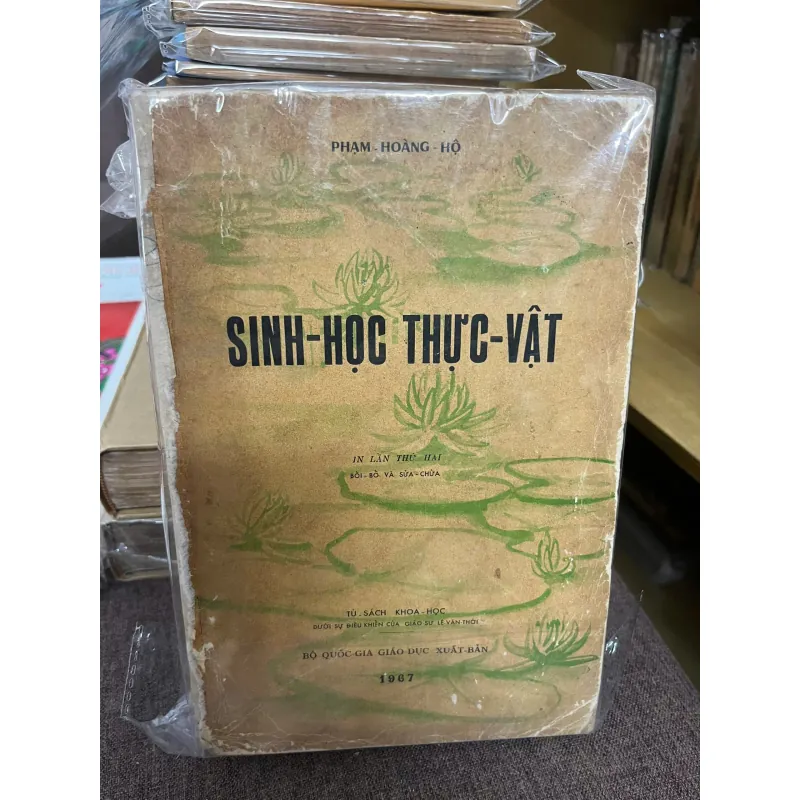 PHẠM-HOÀNG-HỘ
SINH-HỌC THỰC-VẬT
IN LẦN THỨ HAI
BỒI-BỔ VÀ SỬA-CHỮA
TỦ-SÁCH KHOA-HỌC
DƯỚI SỰ ĐIỀU KHIỂN CỦA GIÁO SƯ LÊ-VĂN-THỚI
BỘ QUỐC-GIA GIÁO-DỤC XUẤT-BẢN
1967